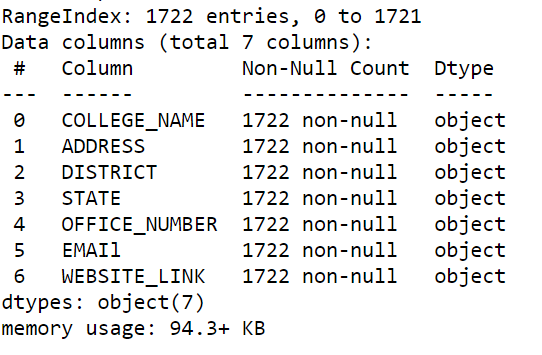 RangeIndex: 1722 entries, 0 to 1721
Data columns (total 7 columns):
 #   Column         Non-Null Count  Dtype
---  ------         --------------  -----
 0   COLLEGE_NAME   1722 non-null   object
 1   ADDRESS        1722 non-null   object
 2   DISTRICT       1722 non-null   object
 3   STATE          1722 non-null   object
 4   OFFICE_NUMBER  1722 non-null   object
 5   EMAIl          1722 non-null   object
 6   WEBSITE_LINK   1722 non-null   object
dtypes: object(7)
memory usage: 94.3+ KB